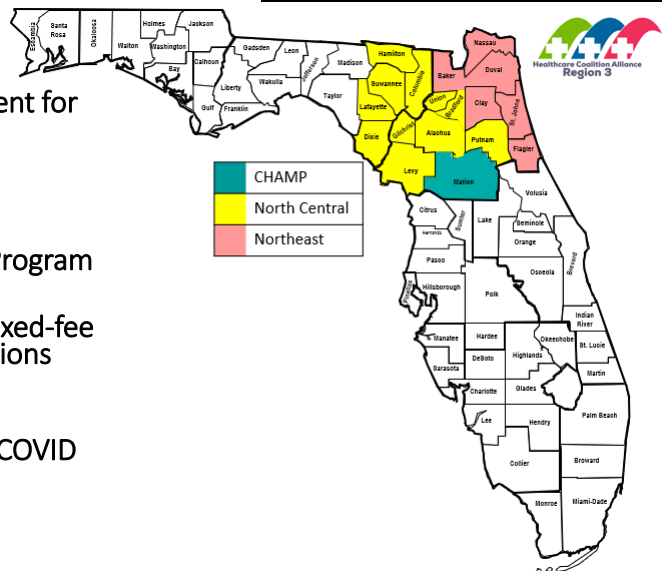 Healthcare Coalition Alliance
Region 3
ent for
Program
xed-fee
ions
COVID
CHAMP
North Central
Northeast
Escambia
Santa
Rosa
Okaloosa
Walton
Holmes
Washington
Bay
Jackson
Calhoun
Gulf
Liberty
Franklin
Gadsden
Leon
Wakulla
Jefferson
Madison
Taylor
Hamilton
Suwannee
Lafayette
Columbia
Dixie
Gilchrist
Baker
Union
Bradford
Alachua
Levy
Marion
Nassau
Duval
Clay
St. Johns
Putnam
Flagler
Volusia
Citrus
Sumter
Lake
Hernando
Seminole
Orange
Pasco
Osceola
Brevard
Pinellas
Hillsborough
Polk
Indian
River
Manatee
Hardee
Okeechobe
St. Lucie
Sarasota
DeSoto
Highlands
Martin
Charlotte
Glades
Lee
Hendry
Palm Beach
Collier
Broward
Monroe
Miami-Dade